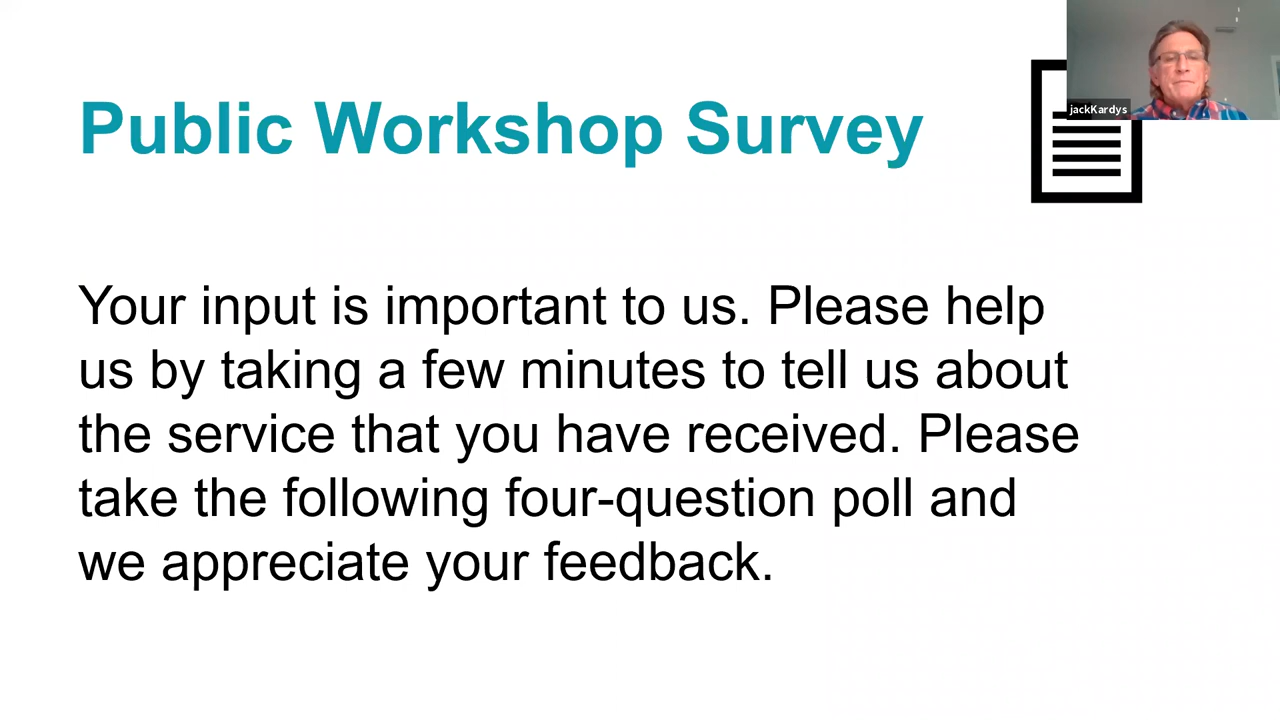 Public Workshop Survey
jackKardys
Your input is important to us. Please help
us by taking a few minutes to tell us about
the service that you have received. Please
take the following four-question poll and
we appreciate your feedback.